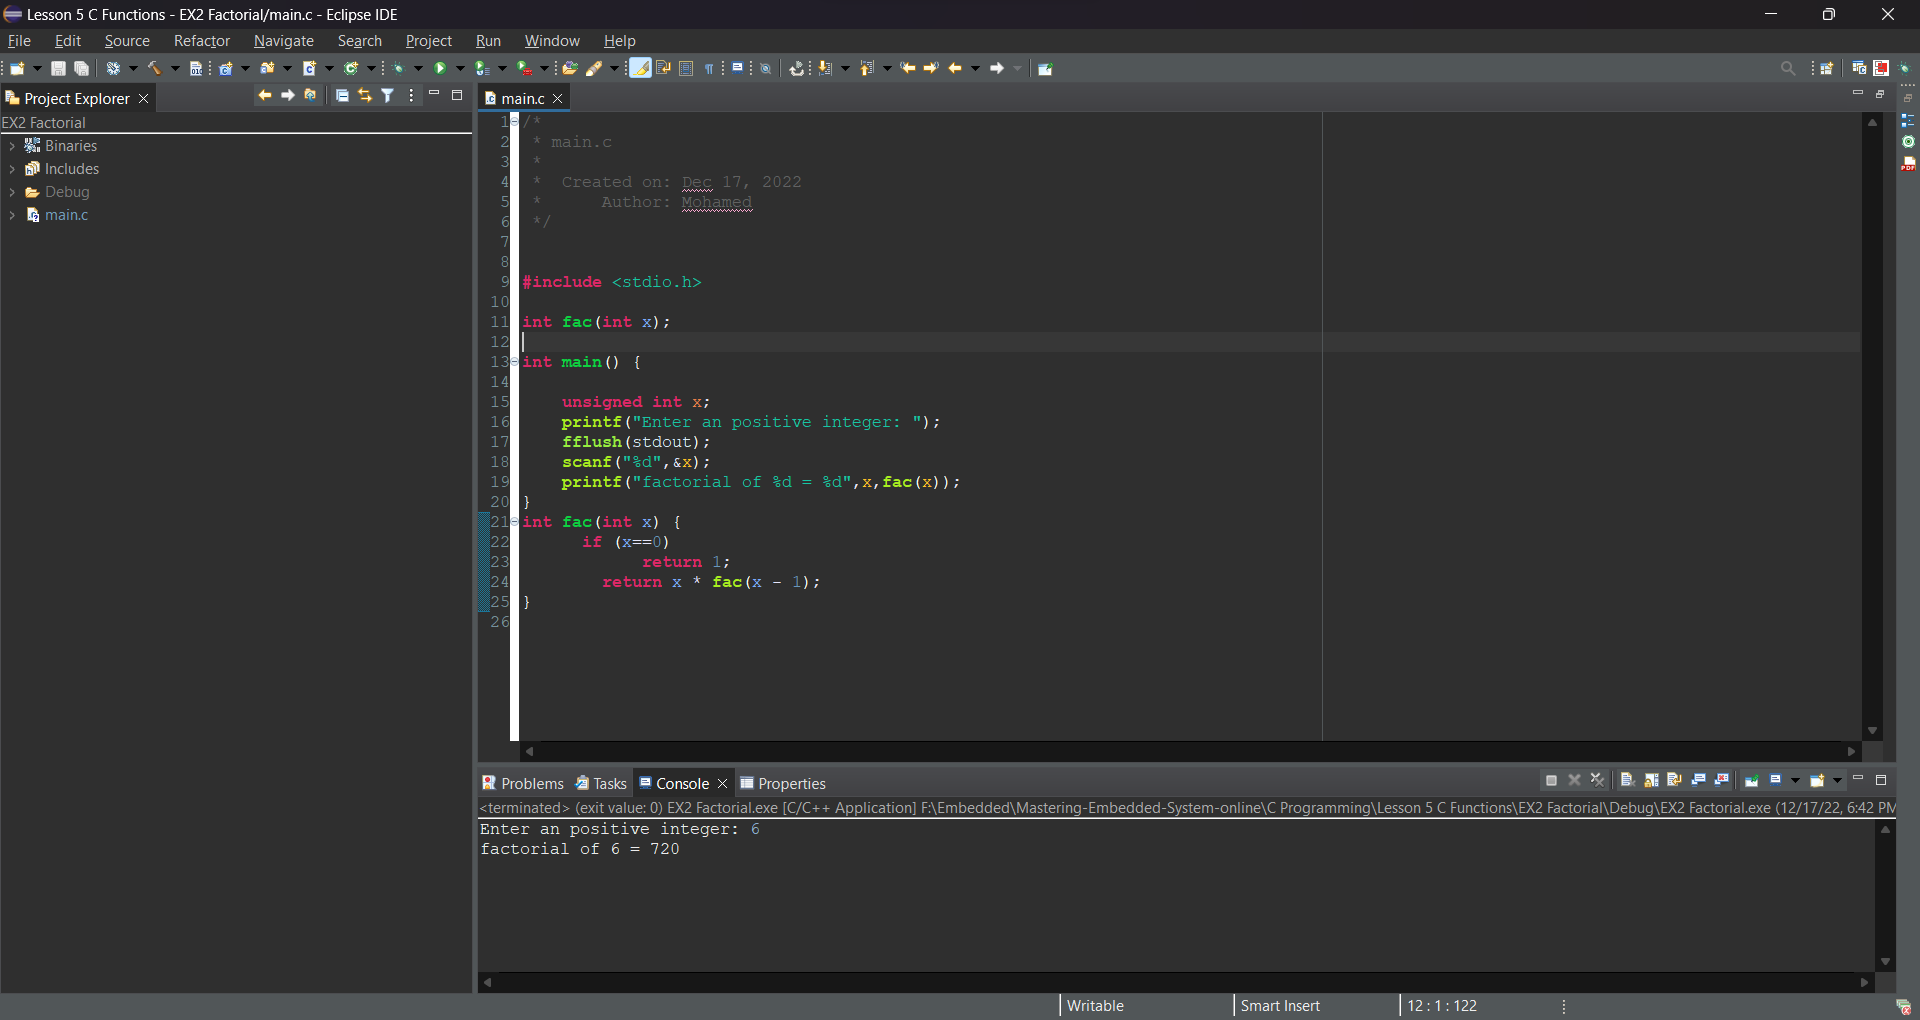 Lesson 5 C Functions - EX2 Factorial/main.c - Eclipse IDE
File Edit Source Refactor Navigate Search Project Run Window Help
Project Explorer
EX2 Factorial
Binaries
Includes
Debug
main.c
main.c
1 /*
2 * main.c
3 *
4 * Created on: Dec 17, 2022
5 * Author: Mohamed
6 */
7
8
9 #include <stdio.h>
10
11 int fac(int x);
12
13 int main() {
14
15 unsigned int x;
16 printf("Enter an positive integer: ");
17 fflush(stdout);
18 scanf("%d",&x);
19 printf("factorial of %d = %d",x,fac(x));
20 }
21 int fac(int x) {
22 if (x==0)
23 return 1;
24 return x * fac(x - 1);
25 }
26
Problems Tasks Console Properties
<terminated> (exit value: 0) EX2 Factorial.exe [C/C++ Application] F:\Embedded\Mastering-Embedded-System-online\C Programming\Lesson 5 C Functions\EX2 Factorial\Debug\EX2 Factorial.exe (12/17/22, 6:42 PM
Enter an positive integer: 6
factorial of 6 = 720
Writable Smart Insert 12 : 1 : 122